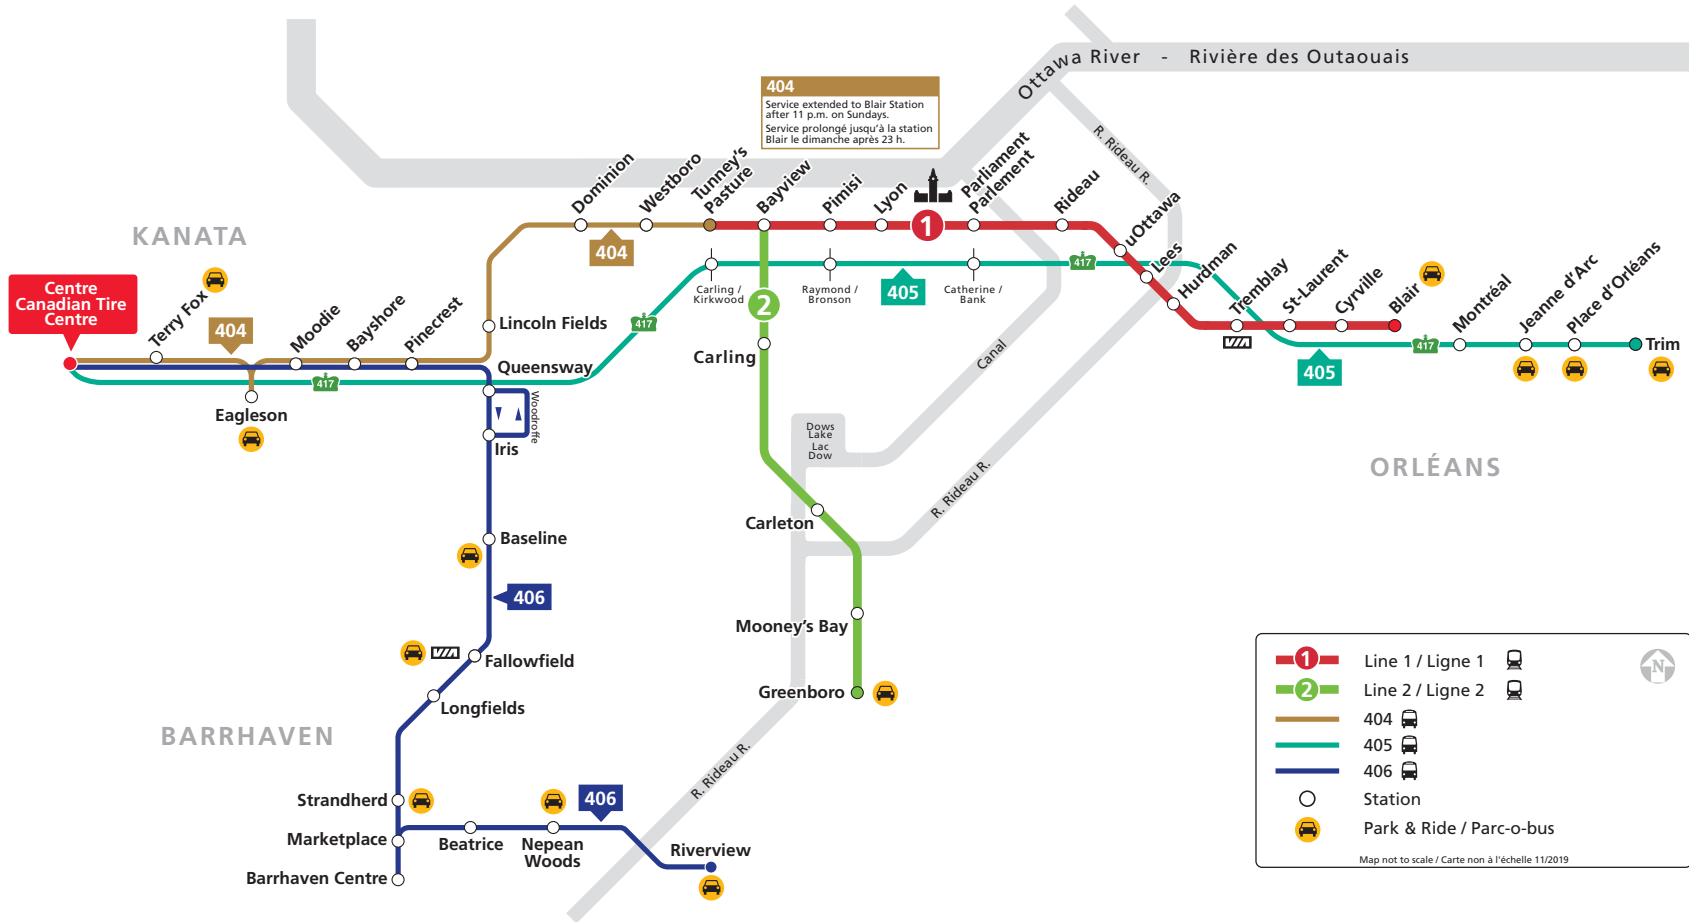 Ottawa River - Rivière des Outaouais
404
Service extended to Blair Station
after 11 p.m. on Sundays.
Service prolongé jusqu'à la station
Blair le dimanche après 23 h.
R. Rideau R.
KANATA
Centre
Canadian Tire
Centre
Terry Fox
404
Eagleson
Moodie
Bayshore
Pinecrest
417
Lincoln Fields
Queensway
Woodroffe
Iris
Dominion
404
Westboro
Tunney's
Pasture
Bayview
Pimisi
Lyon
1
Parliament
Parlement
Rideau
uOttawa
Lees
Hurdman
Tremblay
St-Laurent
Cyrville
Blair
417
Carling /
Kirkwood
Raymond /
Bronson
405
Catherine /
Bank
417
405
417
Montréal
Jeanne d'Arc
Place d'Orléans
Trim
ORLÉANS
2
Carling
Canal
Dows
Lake
Lac
Dow
R. Rideau R.
Carleton
Mooney's Bay
Greenboro
R. Rideau R.
Baseline
406
Fallowfield
Longfields
BARRHAVEN
Strandherd
Marketplace
Barrhaven Centre
Beatrice
Nepean
Woods
406
Riverview
1 Line 1 / Ligne 1
N
2 Line 2 / Ligne 2
404
405
406
Station
Park & Ride / Parc-o-bus
Map not to scale / Carte non à l'échelle 11/2019